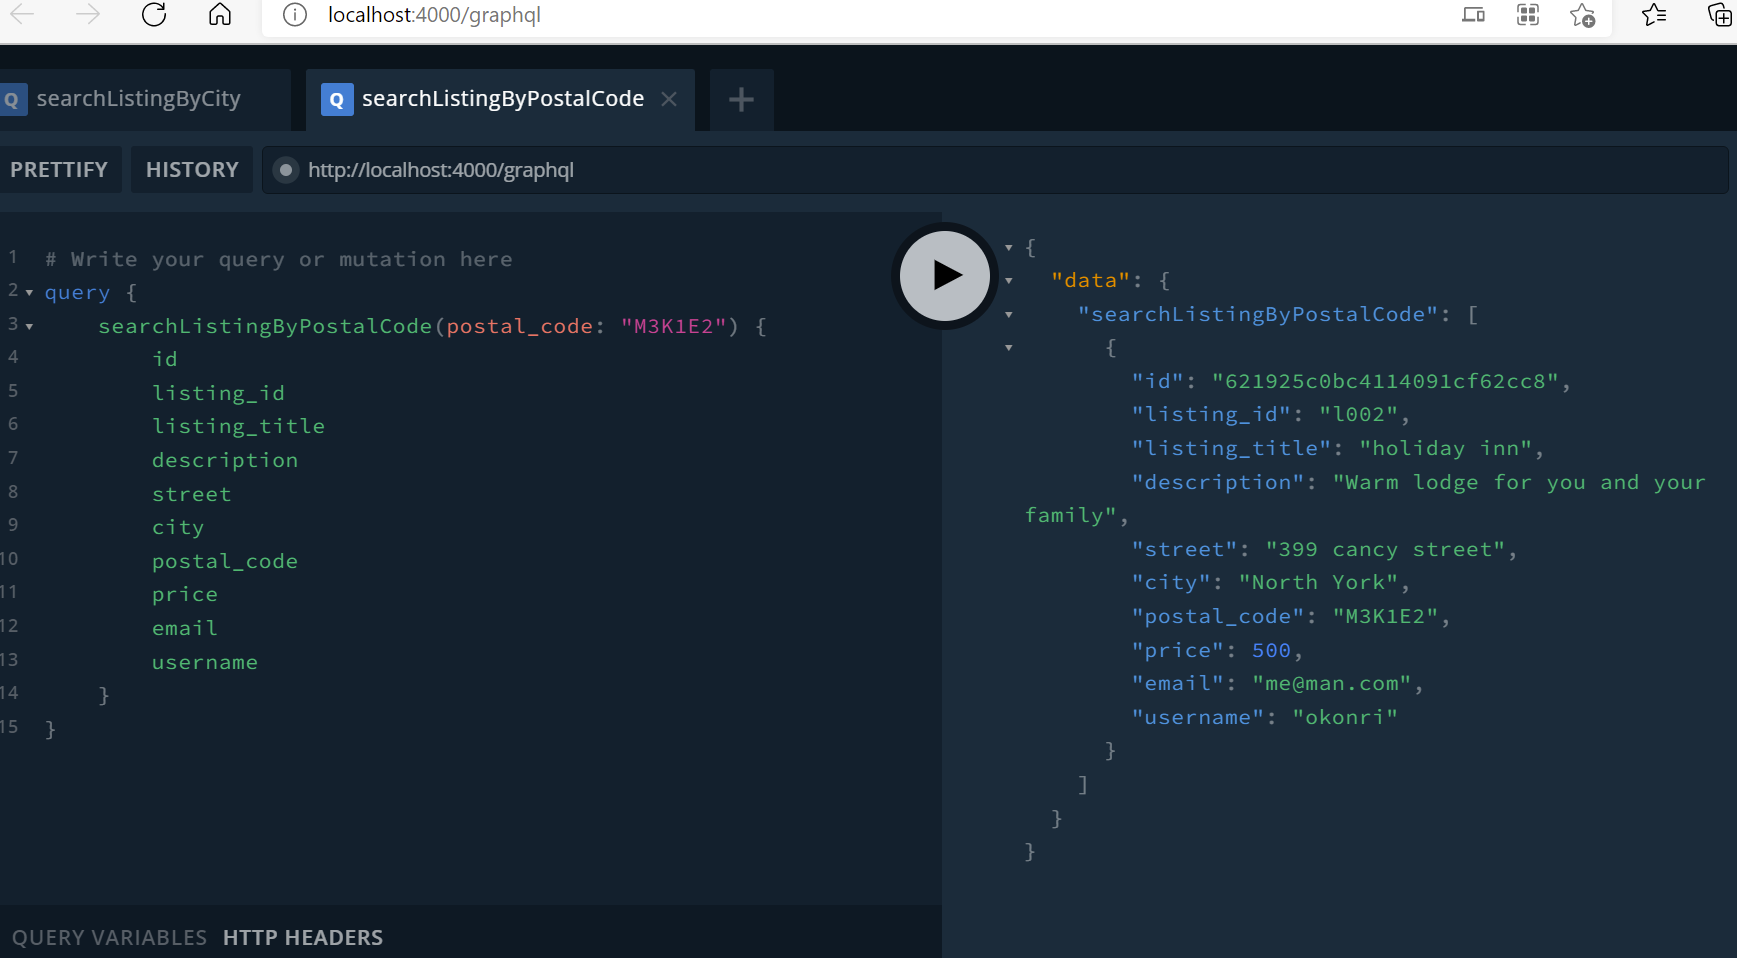 localhost:4000/graphql
Q searchListingByCity
Q searchListingByPostalCode
PRETTIFY HISTORY http://localhost:4000/graphql
1 # Write your query or mutation here
2 query {
3 searchListingByPostalCode(postal_code: "M3K1E2") {
4 id
5 listing_id
6 listing_title
7 description
8 street
9 city
10 postal_code
11 price
12 email
13 username
14 }
15 }
QUERY VARIABLES HTTP HEADERS
{
"data": {
"searchListingByPostalCode": [
{
"id": "621925c0bc4114091cf62cc8",
"listing_id": "l002",
"listing_title": "holiday inn",
"description": "Warm lodge for you and your
family",
"street": "399 cancy street",
"city": "North York",
"postal_code": "M3K1E2",
"price": 500,
"email": "me@man.com",
"username": "okonri"
}
]
}
}